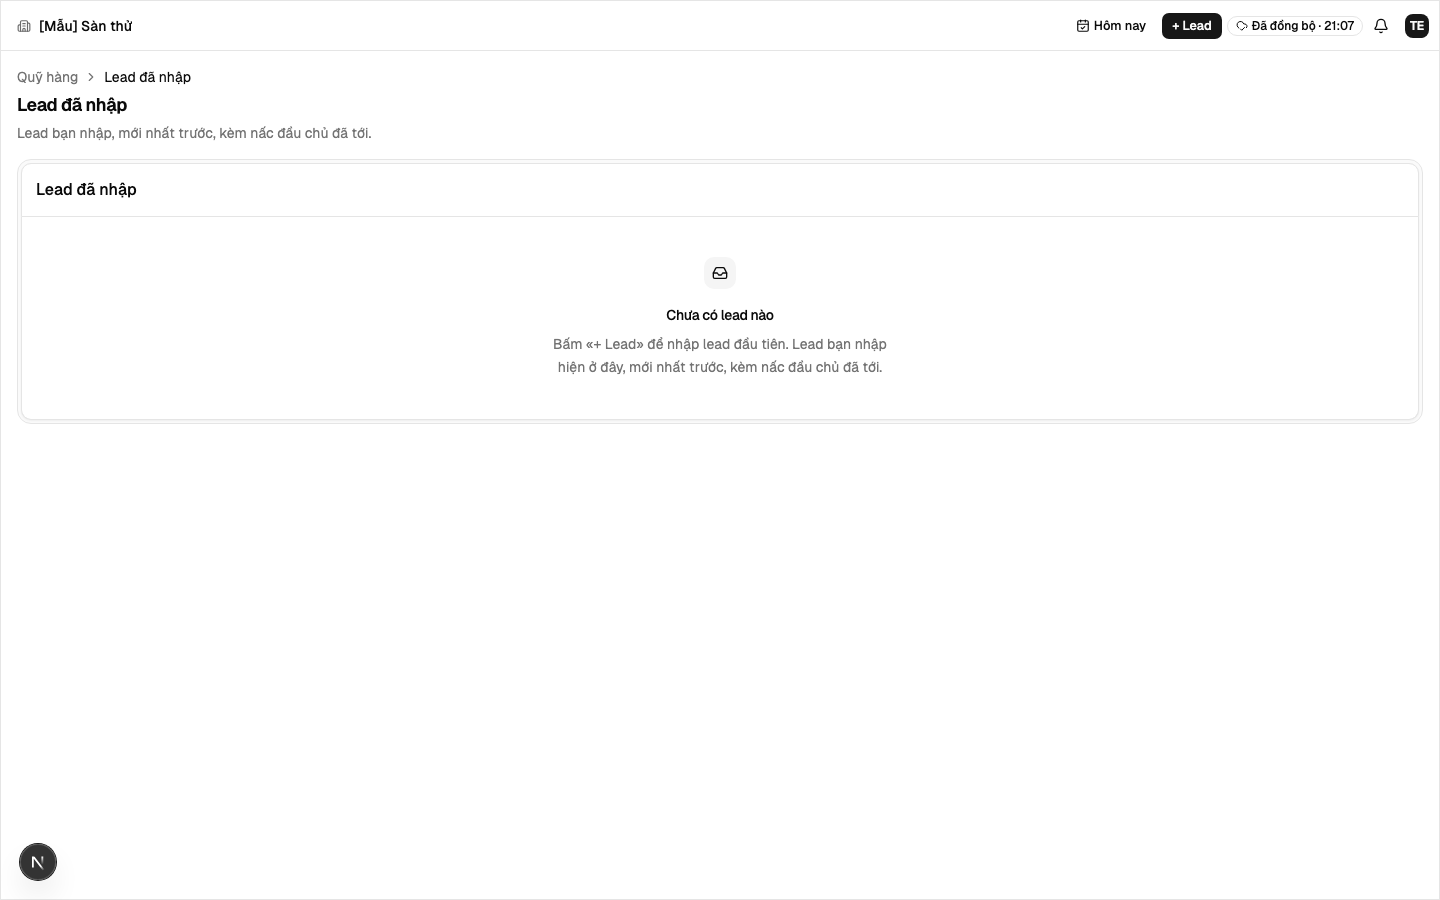 [Mẫu] Sàn thử
Hôm nay
+ Lead
Đã đồng bộ · 21:07
TE
Quỹ hàng > Lead đã nhập
Lead đã nhập
Lead bạn nhập, mới nhất trước, kèm nấc đầu chủ đã tới.
Lead đã nhập
Chưa có lead nào
Bấm «+ Lead» để nhập lead đầu tiên. Lead bạn nhập
hiện ở đây, mới nhất trước, kèm nấc đầu chủ đã tới.
N